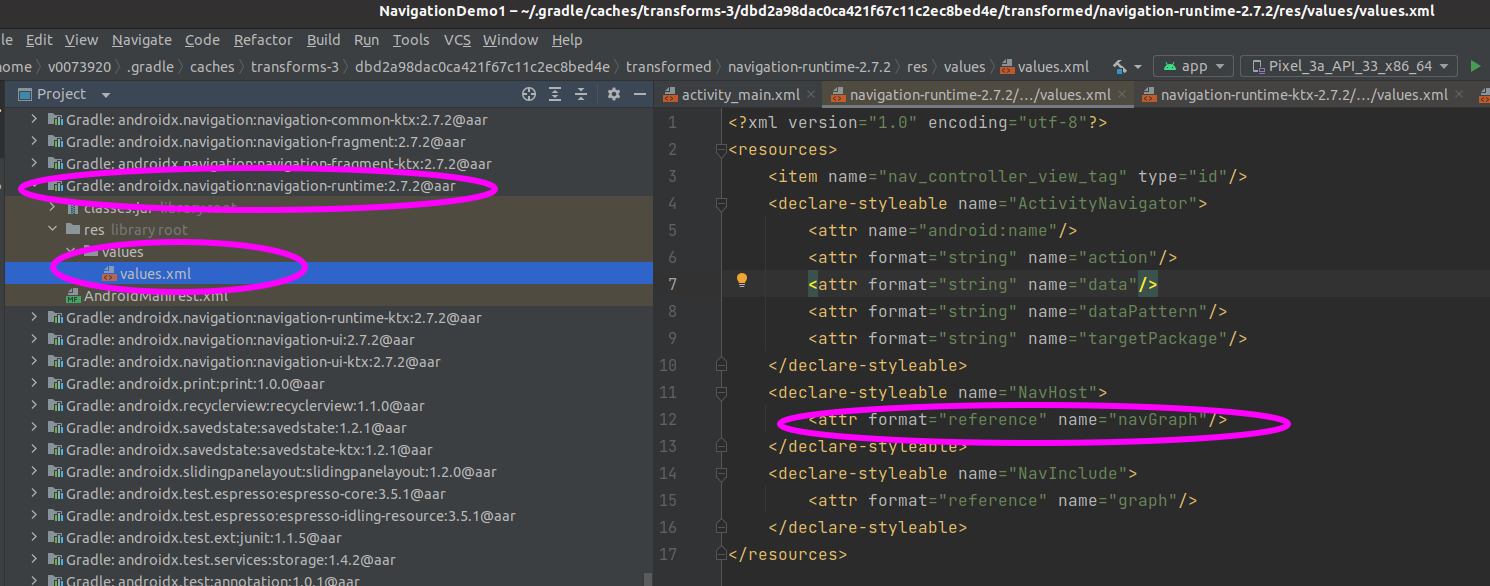 NavigationDemo1 – ~/.gradle/caches/transforms-3/dbd2a98dac0ca421f67c11c2ec8bed4e/transformed/navigation-runtime-2.7.2/res/values/values.xml
le Edit View Navigate Code Refactor Build Run Tools VCS Window Help
ome v0073920 .gradle caches transforms-3 dbd2a98dac0ca421f67c11c2ec8bed4e transformed navigation-runtime-2.7.2 res values values.xml app Pixel_3a_API_33_x86_64
Project
activity_main.xml navigation-runtime-2.7.2/.../values.xml navigation-runtime-ktx-2.7.2/.../values.xml
Gradle: androidx.navigation:navigation-common-ktx:2.7.2@aar
Gradle: androidx.navigation:navigation-fragment:2.7.2@aar
Gradle: androidx.navigation:navigation-fragment-ktx:2.7.2@aar
Gradle: androidx.navigation:navigation-runtime:2.7.2@aar
classes.jar library root
res library root
values
values.xml
AndroidManifest.xml
Gradle: androidx.navigation:navigation-runtime-ktx:2.7.2@aar
Gradle: androidx.navigation:navigation-ui:2.7.2@aar
Gradle: androidx.navigation:navigation-ui-ktx:2.7.2@aar
Gradle: androidx.print:print:1.0.0@aar
Gradle: androidx.recyclerview:recyclerview:1.1.0@aar
Gradle: androidx.savedstate:savedstate:1.2.1@aar
Gradle: androidx.savedstate:savedstate-ktx:1.2.1@aar
Gradle: androidx.slidingpanelayout:slidingpanelayout:1.2.0@aar
Gradle: androidx.test.espresso:espresso-core:3.5.1@aar
Gradle: androidx.test.espresso:espresso-idling-resource:3.5.1@aar
Gradle: androidx.test.ext:junit:1.1.5@aar
Gradle: androidx.test.services:storage:1.4.2@aar
Gradle: androidx.test:annotation:1.0.1@aar
1 <?xml version="1.0" encoding="utf-8"?>
2 <resources>
3 <item name="nav_controller_view_tag" type="id"/>
4 <declare-styleable name="ActivityNavigator">
5 <attr name="android:name"/>
6 <attr format="string" name="action"/>
7 <attr format="string" name="data"/>
8 <attr format="string" name="dataPattern"/>
9 <attr format="string" name="targetPackage"/>
10 </declare-styleable>
11 <declare-styleable name="NavHost">
12 <attr format="reference" name="navGraph"/>
13 </declare-styleable>
14 <declare-styleable name="NavInclude">
15 <attr format="reference" name="graph"/>
16 </declare-styleable>
17 </resources>